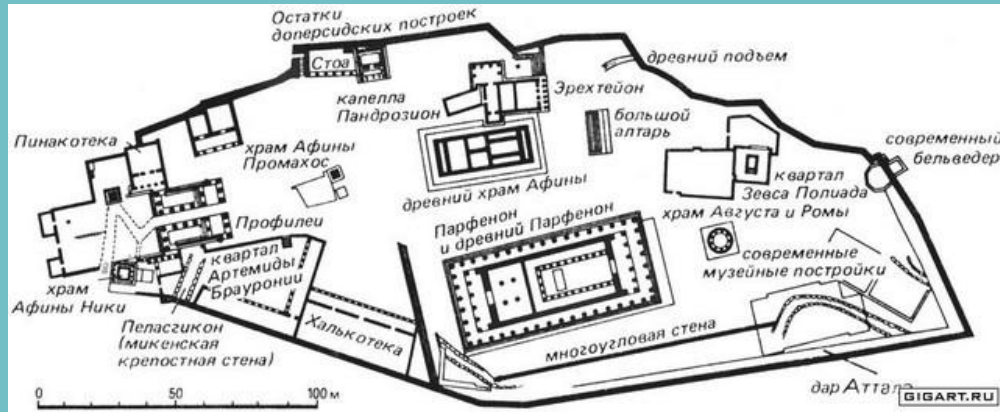 Остатки
доперсидских построек
Стоа
древний подъем
капелла
Пандрозион
Эрехтейон
Пинакотека
храм Афины
Промахос
большой
алтарь
современный
бельведер
древний храм Афины
квартал
Зевса Полиада
Профилеи
Парфенон
и древний Парфенон
храм Августа и Ромы
квартал
Артемиды
Брауронии
современные
музейные постройки
храм
Афины Ники
Пеласгикон
(микенская
крепостная стена)
Халькотека
многоугловая стена
дар Аттала
0 50 100 м
GIGART.RU